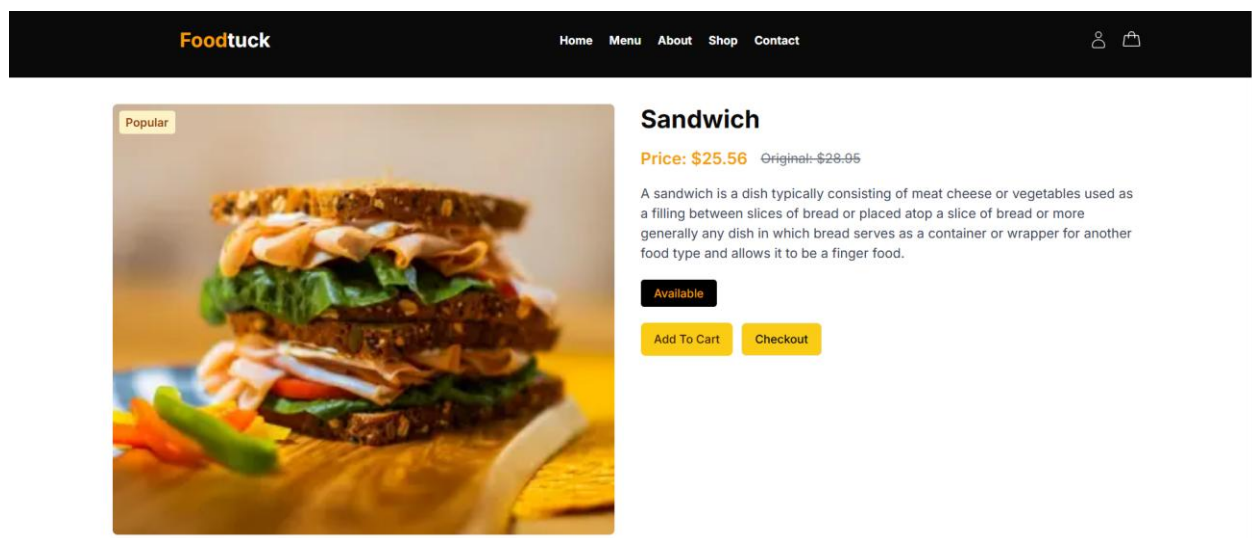 Foodtuck
Home Menu About Shop Contact
Popular
Sandwich
Price: $25.56 Original: $28.95
A sandwich is a dish typically consisting of meat cheese or vegetables used as
a filling between slices of bread or placed atop a slice of bread or more
generally any dish in which bread serves as a container or wrapper for another
food type and allows it to be a finger food.
Available
Add To Cart Checkout